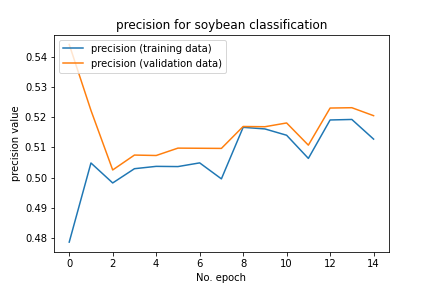 precision for soybean classification
precision (training data)
precision (validation data)
precision value
0.54
0.53
0.52
0.51
0.50
0.49
0.48
0 2 4 6 8 10 12 14
No. epoch